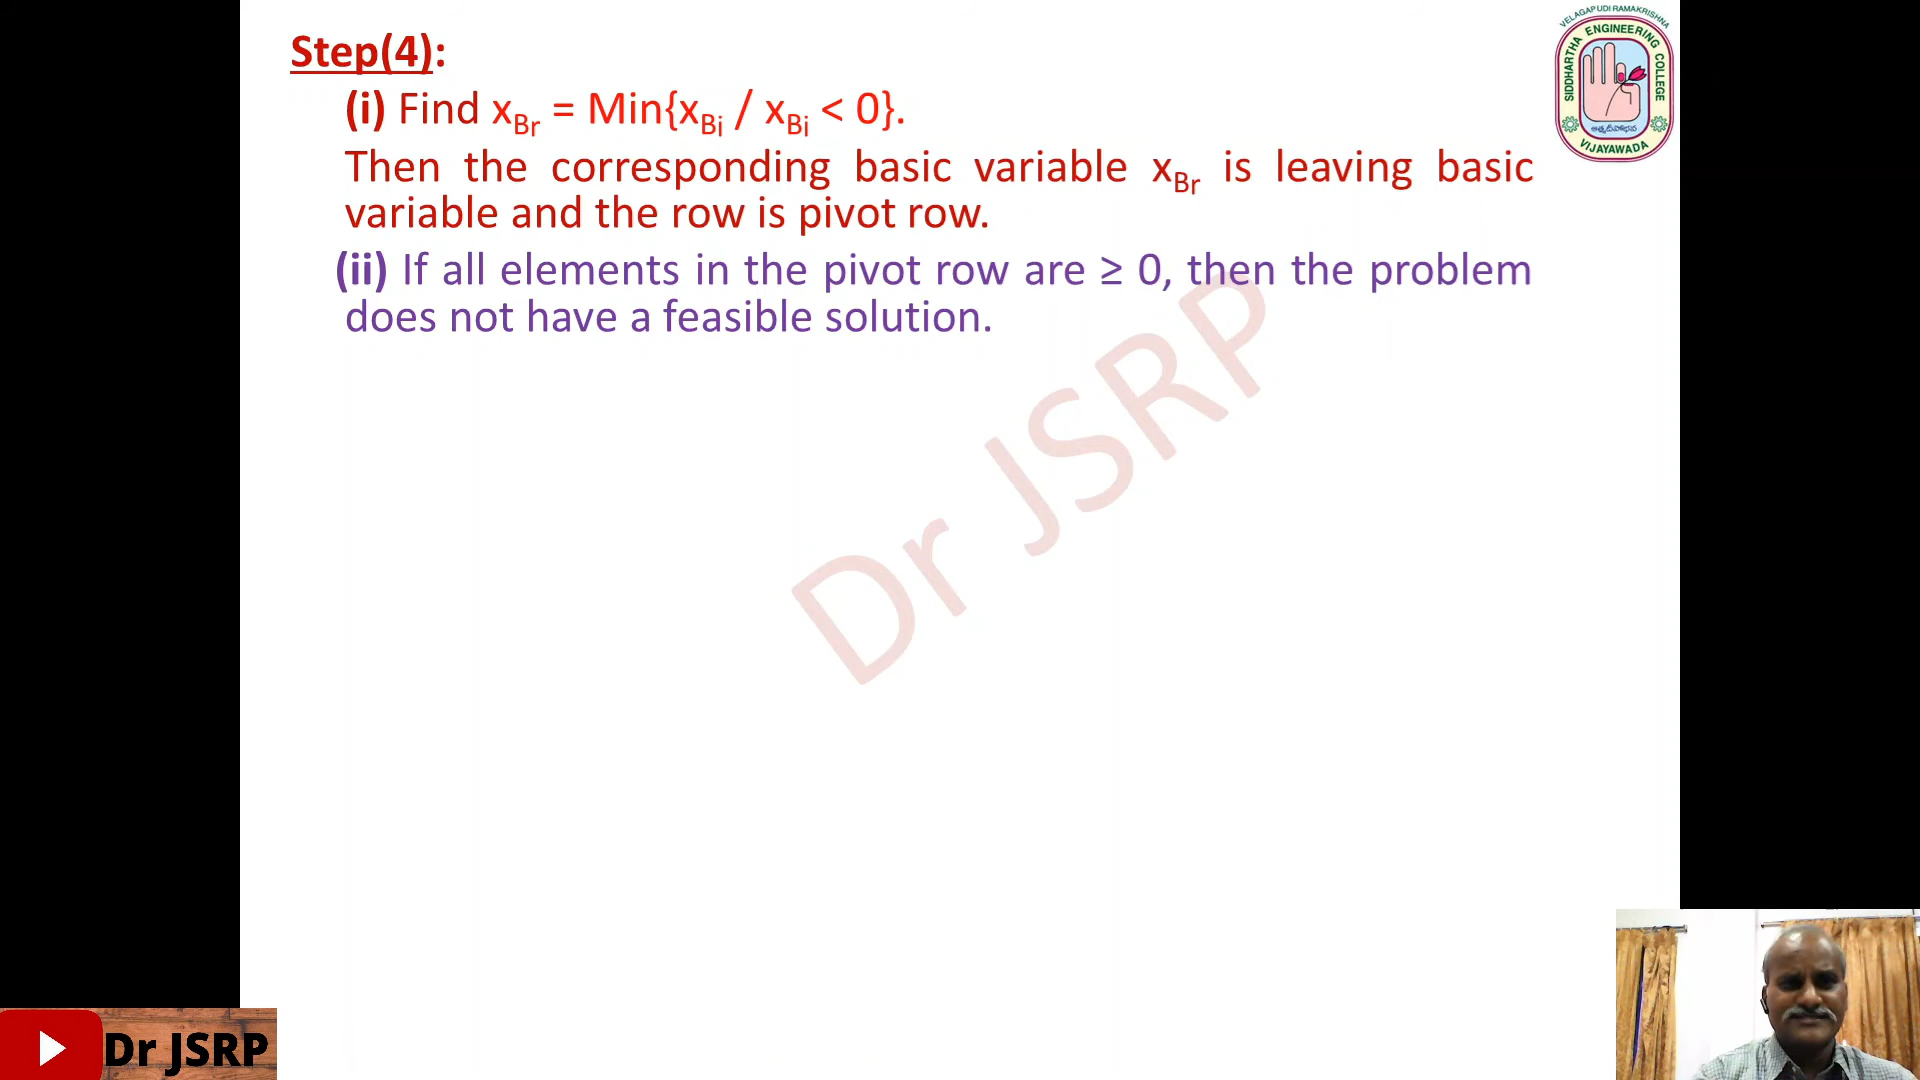 Step(4):
(i) Find xBr = Min{xBi / xBi < 0}.
Then the corresponding basic variable xBr is leaving basic
variable and the row is pivot row.
(ii) If all elements in the pivot row are ≥ 0, then the problem
does not have a feasible solution.
Dr JSRP
VELAGAPUDI RAMAKRISHNA
SIDDHARTHA ENGINEERING COLLEGE
VIJAYAWADA
Dr JSRP